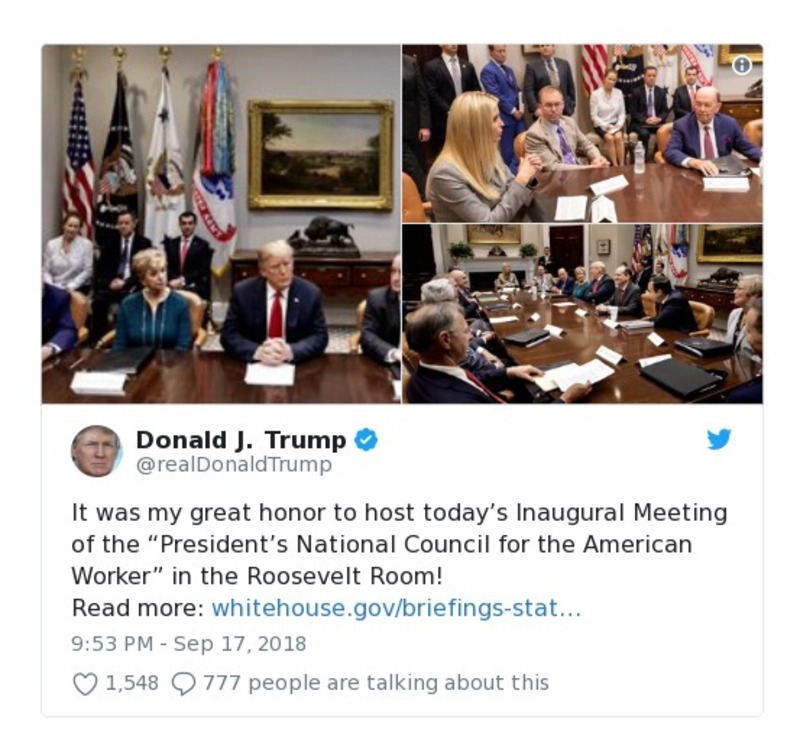 Donald J. Trump
@realDonaldTrump
It was my great honor to host today’s Inaugural Meeting
of the “President’s National Council for the American
Worker” in the Roosevelt Room!
Read more: whitehouse.gov/briefings-stat…
9:53 PM - Sep 17, 2018
1,548 777 people are talking about this